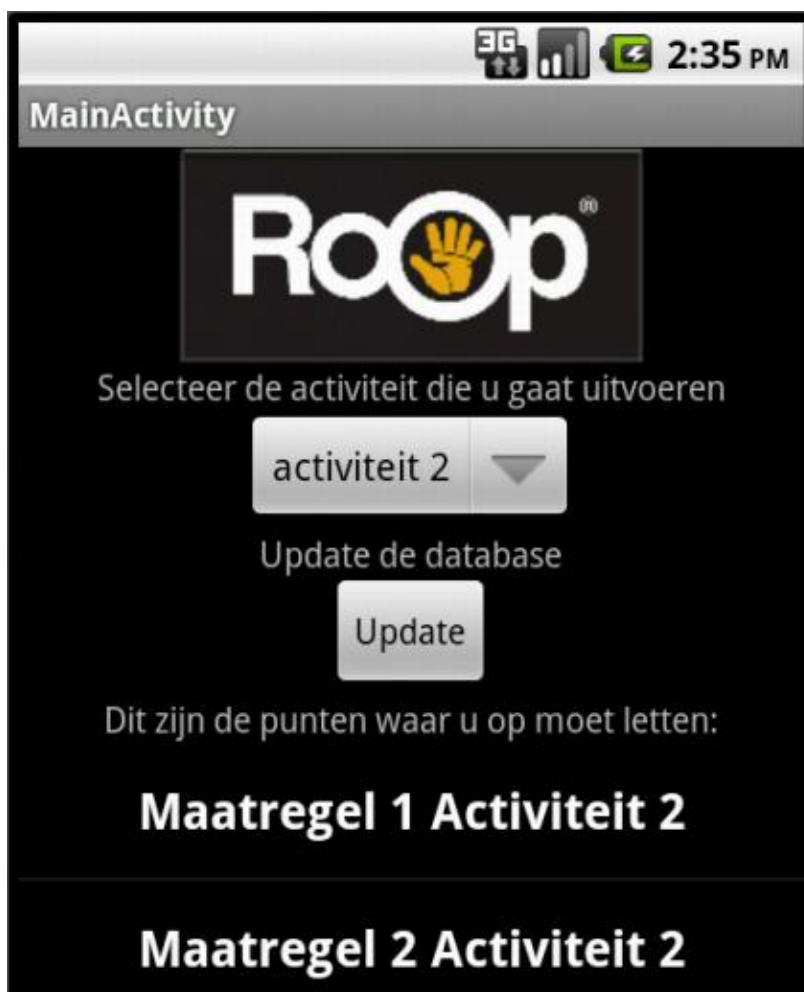 3G 2:35 PM
MainActivity
RoOp®
Selecteer de activiteit die u gaat uitvoeren
activiteit 2
Update de database
Update
Dit zijn de punten waar u op moet letten:
Maatregel 1 Activiteit 2
Maatregel 2 Activiteit 2